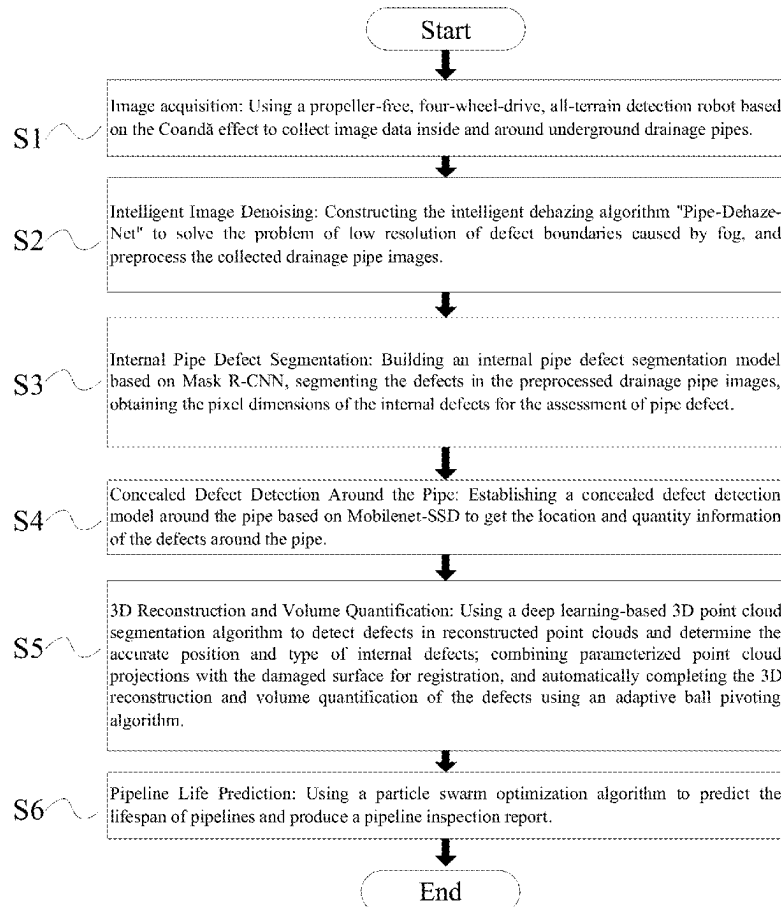 Start
S1
Image acquisition: Using a propeller-free, four-wheel-drive, all-terrain detection robot based
on the Coandă effect to collect image data inside and around underground drainage pipes.
S2
Intelligent Image Denoising: Constructing the intelligent dehazing algorithm "Pipe-Dehaze-
Net" to solve the problem of low resolution of defect boundaries caused by fog, and
preprocess the collected drainage pipe images.
S3
Internal Pipe Defect Segmentation: Building an internal pipe defect segmentation model
based on Mask R-CNN, segmenting the defects in the preprocessed drainage pipe images,
obtaining the pixel dimensions of the internal defects for the assessment of pipe defect.
S4
Concealed Defect Detection Around the Pipe: Establishing a concealed defect detection
model around the pipe based on Mobilenet-SSD to get the location and quantity information
of the defects around the pipe.
S5
3D Reconstruction and Volume Quantification: Using a deep learning-based 3D point cloud
segmentation algorithm to detect defects in reconstructed point clouds and determine the
accurate position and type of internal defects; combining parameterized point cloud
projections with the damaged surface for registration, and automatically completing the 3D
reconstruction and volume quantification of the defects using an adaptive ball pivoting
algorithm.
S6
Pipeline Life Prediction: Using a particle swarm optimization algorithm to predict the
lifespan of pipelines and produce a pipeline inspection report.
End